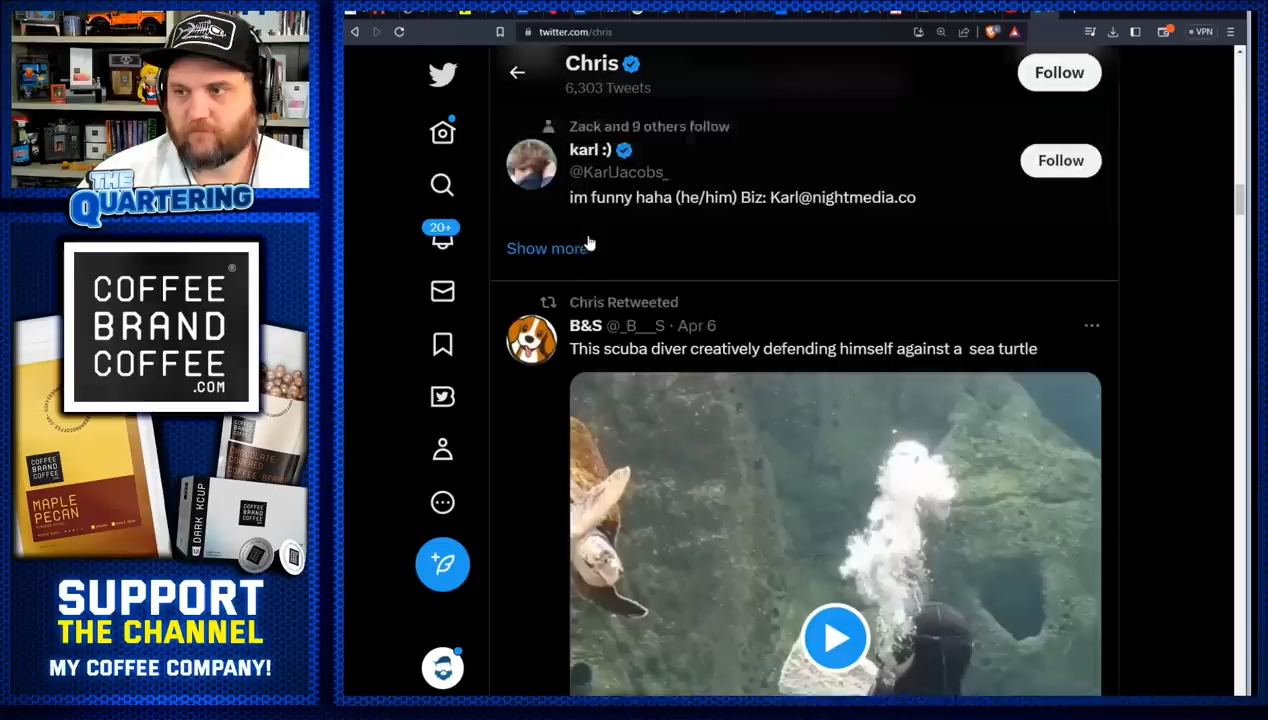 THE
QUARTERING
COFFEE
BRAND
COFFEE
.COM
®
COFFEE
BRAND
COFFEE
MAPLE
PECAN
CHOCOLATE
COVERED
COFFEE
DARK KCUP
SUPPORT
THE CHANNEL
MY COFFEE COMPANY!
twitter.com/chris
VPN
Chris
6,303 Tweets
Follow
20+
Zack and 9 others follow
karl :)
@KarlJacobs_
im funny haha (he/him) Biz: Karl@nightmedia.co
Follow
Show more
Chris Retweeted
B&S @_B__S · Apr 6
This scuba diver creatively defending himself against a sea turtle